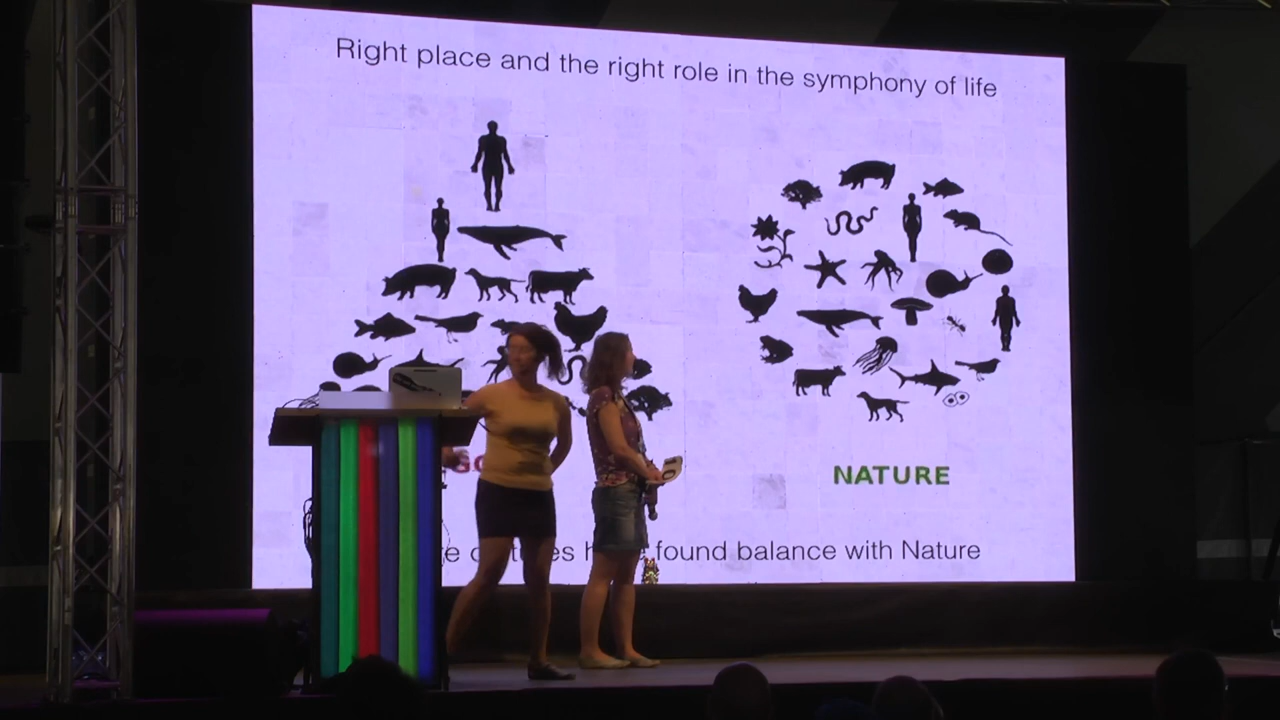 Right place and the right role in the symphony of life
NATURE
found balance with Nature